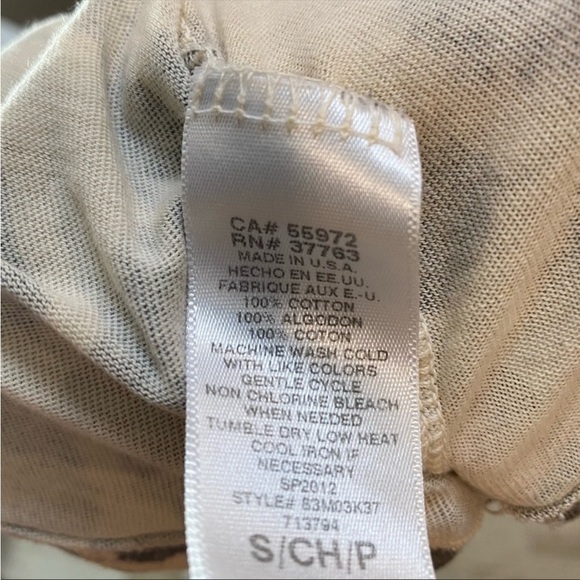 CA# 55972
RN# 37763
MADE IN U.S.A.
HECHO EN EE.UU.
FABRIQUE AUX E.-U.
100% COTTON
100% ALGODON
100% COTON
MACHINE WASH COLD
WITH LIKE COLORS
GENTLE CYCLE
NON CHLORINE BLEACH
WHEN NEEDED
TUMBLE DRY LOW HEAT
COOL IRON IF
NECESSARY
SP2012
STYLE# 63M03K37
713794
S/CH/P